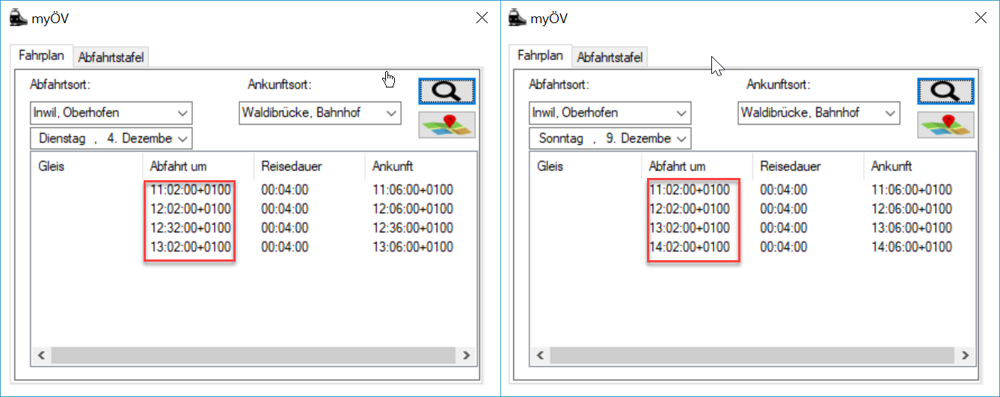 myÖV
Fahrplan Abfahrtstafel
Abfahrtsort: Ankunftsort:
Inwil, Oberhofen Waldibrücke, Bahnhof
Dienstag , 4. Dezembe
Gleis Abfahrt um Reisedauer Ankunft
11:02:00+0100 00:04:00 11:06:00+0100
12:02:00+0100 00:04:00 12:06:00+0100
12:32:00+0100 00:04:00 12:36:00+0100
13:02:00+0100 00:04:00 13:06:00+0100
myÖV
Fahrplan Abfahrtstafel
Abfahrtsort: Ankunftsort:
Inwil, Oberhofen Waldibrücke, Bahnhof
Sonntag , 9. Dezembe
Gleis Abfahrt um Reisedauer Ankunft
11:02:00+0100 00:04:00 11:06:00+0100
12:02:00+0100 00:04:00 12:06:00+0100
13:02:00+0100 00:04:00 13:06:00+0100
14:02:00+0100 00:04:00 14:06:00+0100